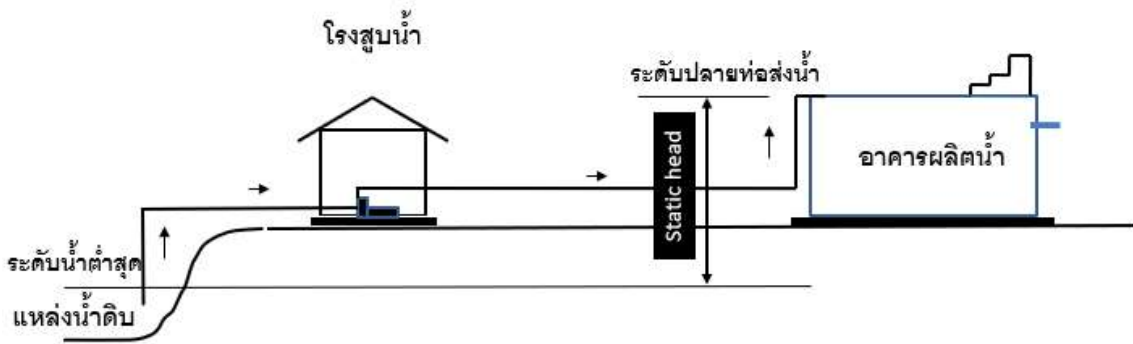 โรงสูบน้ำ
ระดับปลายท่อส่งน้ำ
Static head
อาคารผลิตน้ำ
ระดับน้ำต่ำสุด
แหล่งน้ำดิบ